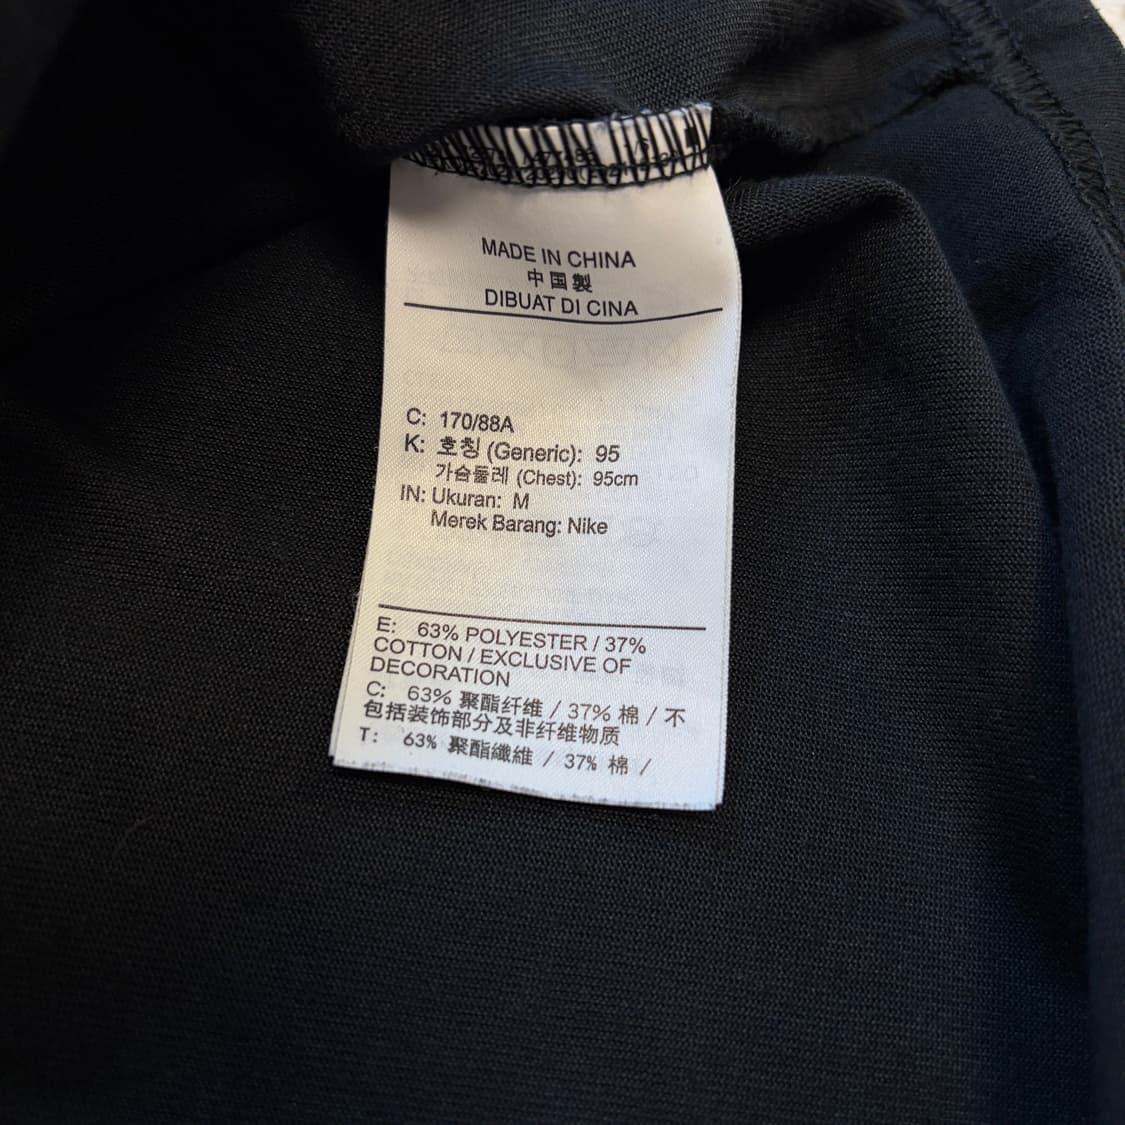 MADE IN CHINA
中国製
DIBUAT DI CINA
C: 170/88A
K: 호칭 (Generic): 95
가슴둘레 (Chest): 95cm
IN: Ukuran: M
Merek Barang: Nike
E: 63% POLYESTER / 37%
COTTON / EXCLUSIVE OF
DECORATION
C: 63% 聚酯纤维 / 37% 棉 / 不
包括装饰部分及非纤维物质
T: 63% 聚酯纖維 / 37% 棉 /